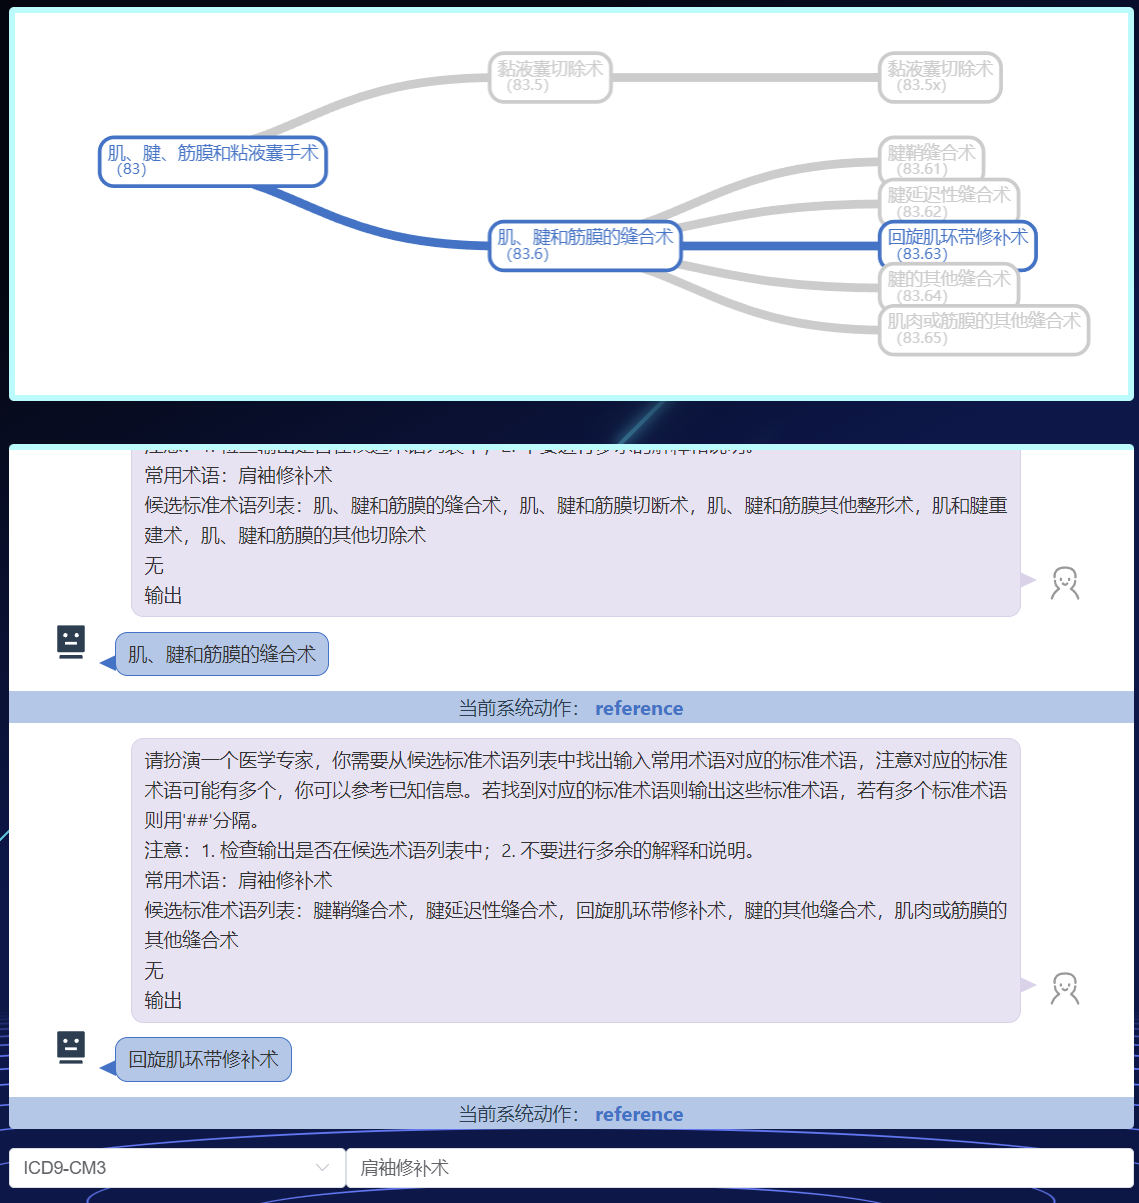 黏液囊切除术
（83.5）
黏液囊切除术
（83.5x）
肌、腱、筋膜和粘液囊手术
（83）
腱鞘缝合术
（83.61）
腱延迟性缝合术
（83.62）
肌、腱和筋膜的缝合术
（83.6）
回旋肌环带修补术
（83.63）
腱的其他缝合术
（83.64）
肌肉或筋膜的其他缝合术
（83.65）
常用术语：肩袖修补术
候选标准术语列表：肌、腱和筋膜的缝合术，肌、腱和筋膜切断术，肌、腱和筋膜其他整形术，肌和腱重
建术，肌、腱和筋膜的其他切除术
无
输出
肌、腱和筋膜的缝合术
当前系统动作： reference
请扮演一个医学专家，你需要从候选标准术语列表中找出输入常用术语对应的标准术语，注意对应的标准
术语可能有多个，你可以参考已知信息。若找到对应的标准术语则输出这些标准术语，若有多个标准术语
则用'##'分隔。
注意：1. 检查输出是否在候选术语列表中；2. 不要进行多余的解释和说明。
常用术语：肩袖修补术
候选标准术语列表：腱鞘缝合术，腱延迟性缝合术，回旋肌环带修补术，腱的其他缝合术，肌肉或筋膜的
其他缝合术
无
输出
回旋肌环带修补术
当前系统动作： reference
ICD9-CM3
肩袖修补术